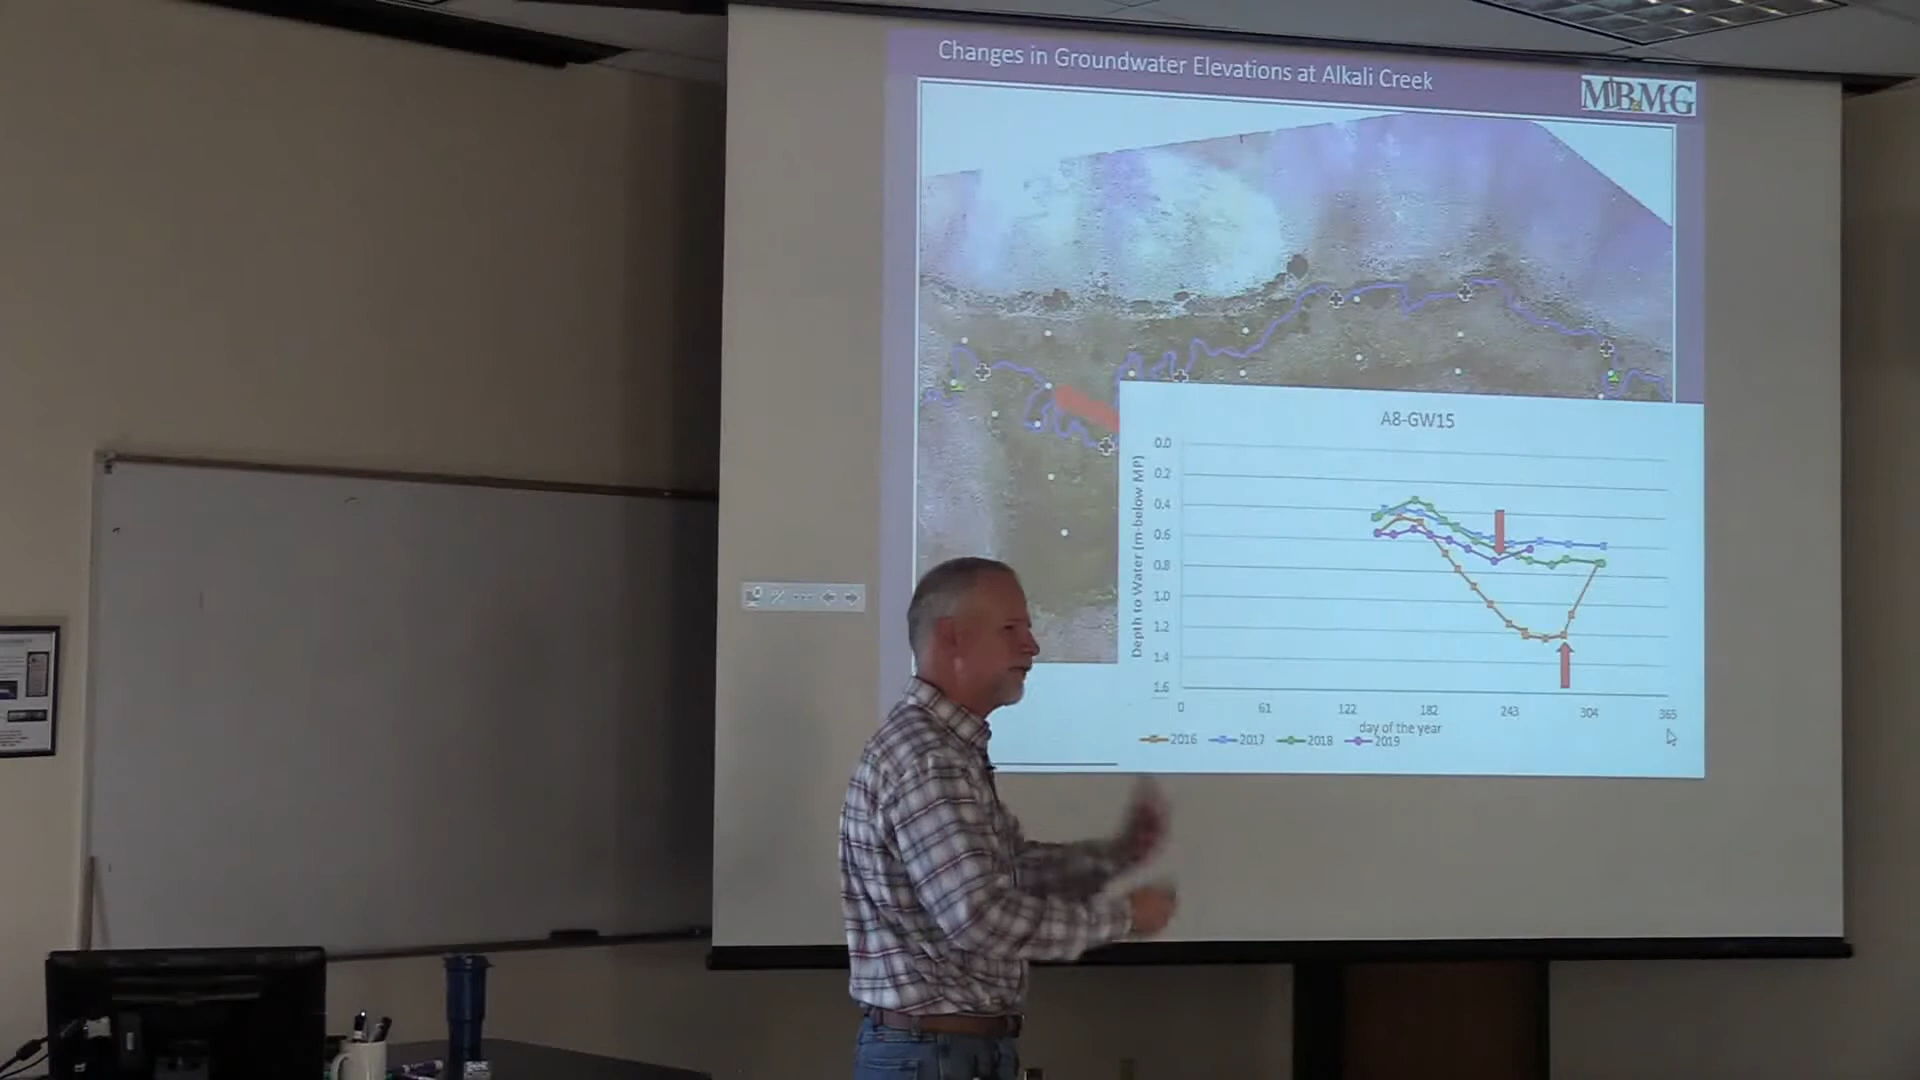 Changes in Groundwater Elevations at Alkali Creek
MBMG
A8-GW15
Depth to Water (m-below MP)
0.0
0.2
0.4
0.6
0.8
1.0
1.2
1.4
1.6
0 61 122 182 243 304 365
day of the year
2016 2017 2018 2019